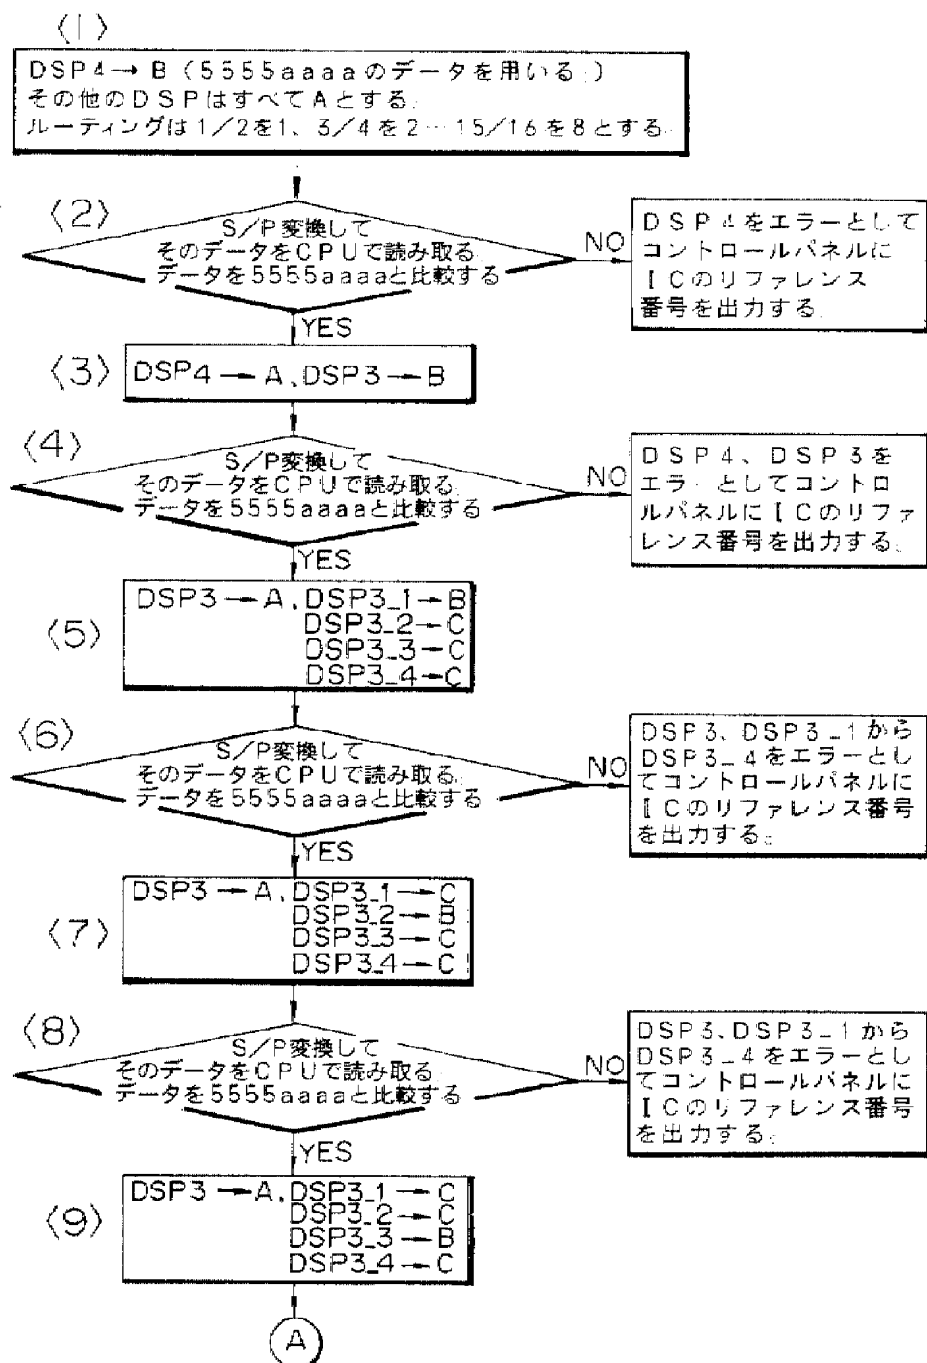 〈1〉
DSP4→ B（5555aaaaのデータを用いる。）
その他のDSPはすべてAとする。
ルーティングは1/2を1、3/4を2…15/16を8とする。
〈2〉
S/P変換して
そのデータをCPUで読み取る。
データを5555aaaaと比較する
NO
DSP4をエラーとして
コントロールパネルに
ICのリファレンス
番号を出力する。
YES
〈3〉
DSP4→A、DSP3→B
〈4〉
S/P変換して
そのデータをCPUで読み取る。
データを5555aaaaと比較する
NO
DSP4、DSP3を
エラーとしてコントロー
ルパネルにICのリファ
レンス番号を出力する。
YES
〈5〉
DSP3→A、DSP3_1→B
DSP3_2→C
DSP3_3→C
DSP3_4→C
〈6〉
S/P変換して
そのデータをCPUで読み取る。
データを5555aaaaと比較する
NO
DSP3、DSP3_1から
DSP3_4をエラーとし
てコントロールパネルに
ICのリファレンス番号
を出力する。
YES
〈7〉
DSP3→A、DSP3_1→C
DSP3_2→B
DSP3_3→C
DSP3_4→C
〈8〉
S/P変換して
そのデータをCPUで読み取る。
データを5555aaaaと比較する
NO
DSP3、DSP3_1から
DSP3_4をエラーとし
てコントロールパネルに
ICのリファレンス番号
を出力する。
YES
〈9〉
DSP3→A、DSP3_1→C
DSP3_2→C
DSP3_3→B
DSP3_4→C
A